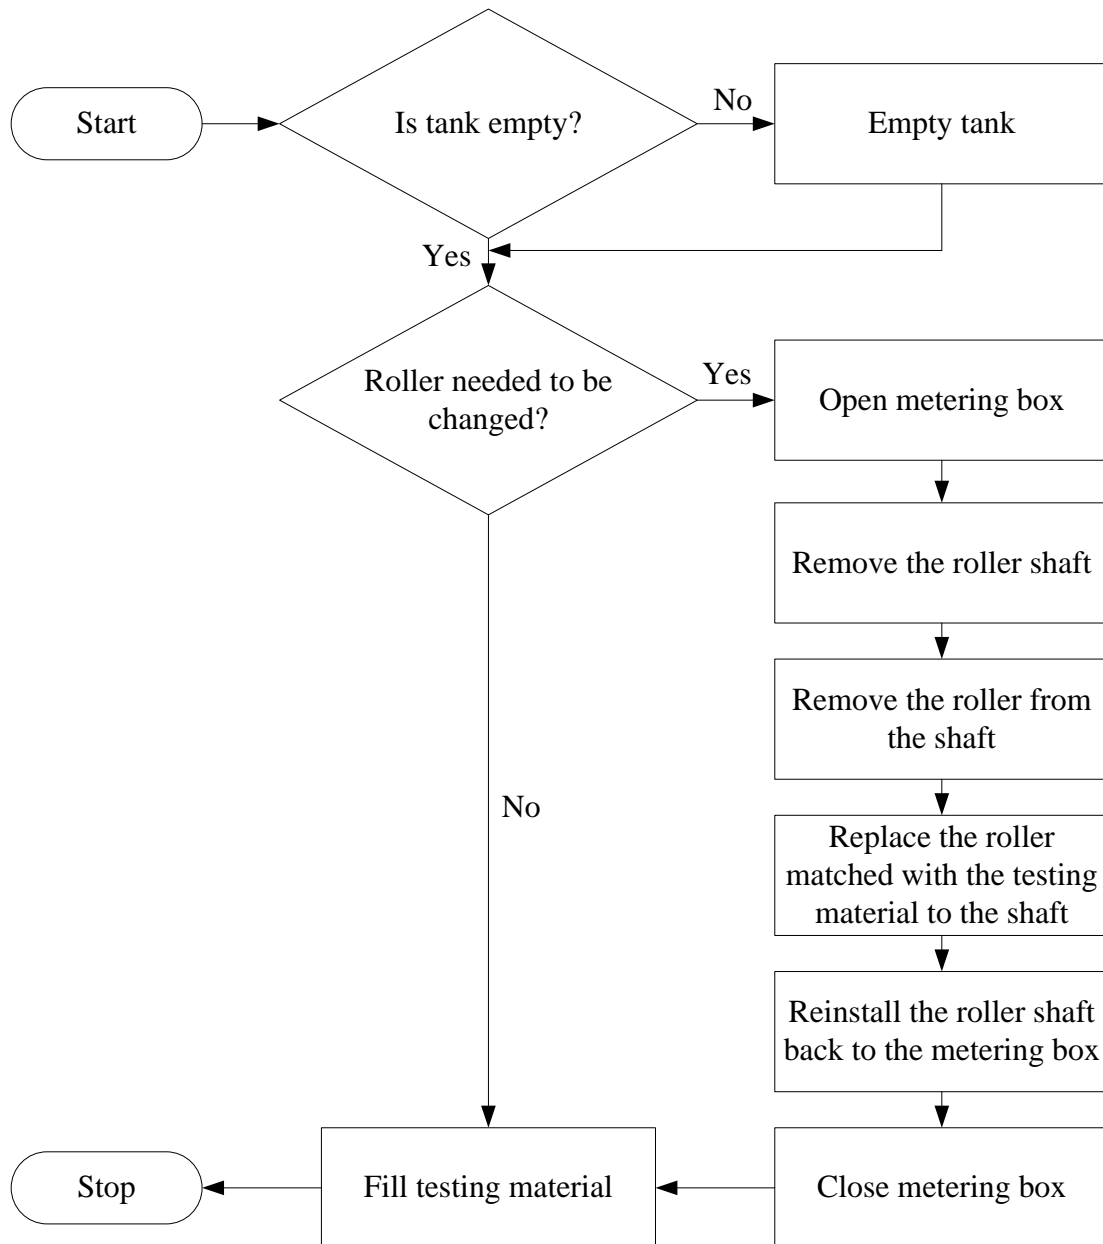 Start
Is tank empty?
No
Empty tank
Yes
Roller needed to be
changed?
Yes
Open metering box
Remove the roller shaft
Remove the roller from
the shaft
No
Replace the roller
matched with the testing
material to the shaft
Reinstall the roller shaft
back to the metering box
Stop
Fill testing material
Close metering box